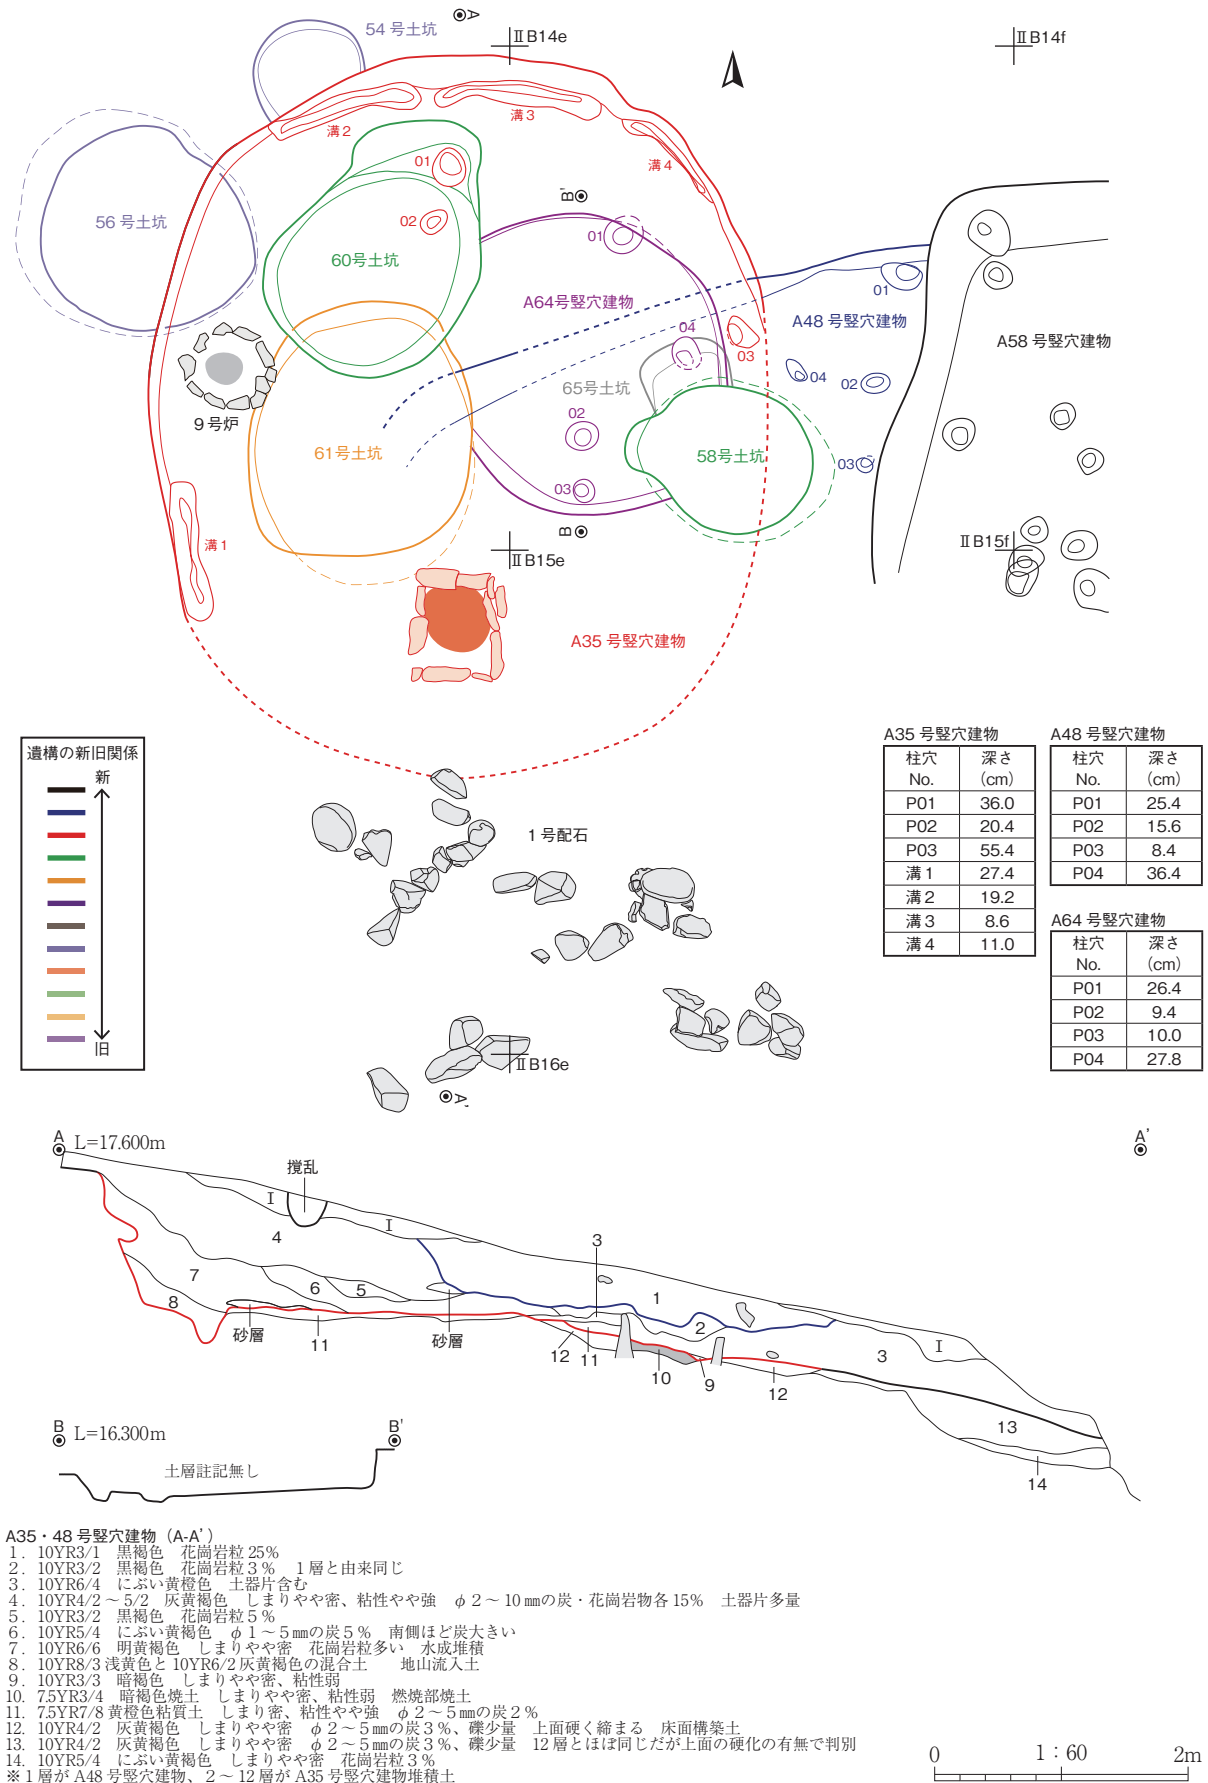 54 号土坑
A
ⅡB14e
ⅡB14f
溝2
溝3
溝4
01
02
B'
56 号土坑
60号土坑
01
A64号竪穴建物
01
A48 号竪穴建物
04
03
A58 号竪穴建物
65号土坑
04
02
9号炉
02
61号土坑
58号土坑
03
03
B
溝1
ⅡB15e
ⅡB15f
A35 号竪穴建物
遺構の新旧関係
新
旧
1号配石
ⅡB16e
A'
A35 号竪穴建物
柱穴 No. 深さ (cm)
P01 36.0
P02 20.4
P03 55.4
溝1 27.4
溝2 19.2
溝3 8.6
溝4 11.0
A48 号竪穴建物
柱穴 No. 深さ (cm)
P01 25.4
P02 15.6
P03 8.4
P04 36.4
A64 号竪穴建物
柱穴 No. 深さ (cm)
P01 26.4
P02 9.4
P03 10.0
P04 27.8
A L=17.600m
A'
撹乱
I
4
I
3
7
6
5
8
1
2
砂層
11
砂層
12
11
10
9
12
3
I
13
14
B L=16.300m
B'
土層註記無し
A35・48 号竪穴建物（A-A'）
1. 10YR3/1 黒褐色 花崗岩粒 25%
2. 10YR3/2 黒褐色 花崗岩粒3% 1層と由来同じ
3. 10YR6/4 にぶい黄橙色 土器片含む
4. 10YR4/2～5/2 灰黄褐色 しまりやや密、粘性やや強 φ2～10㎜の炭・花崗岩物各15% 土器片多量
5. 10YR3/2 黒褐色 花崗岩粒5%
6. 10YR5/4 にぶい黄褐色 φ1～5㎜の炭5% 南側ほど炭大きい
7. 10YR6/6 明黄褐色 しまりやや密 花崗岩粒多い 水成堆積
8. 10YR8/3 浅黄色と 10YR6/2 灰黄褐色の混合土 地山流入土
9. 10YR3/3 暗褐色 しまりやや密、粘性弱
10. 7.5YR3/4 暗褐色焼土 しまりやや密、粘性弱 燃焼部焼土
11. 7.5YR7/8 黄橙色粘質土 しまり密、粘性やや強 φ2～5㎜の炭2%
12. 10YR4/2 灰黄褐色 しまりやや密 φ2～5㎜の炭3%、礫少量 上面硬く締まる 床面構築土
13. 10YR4/2 灰黄褐色 しまりやや密 φ2～5㎜の炭3%、礫少量 12層とほぼ同じだが上面の硬化の有無で判別
14. 10YR5/4 にぶい黄褐色 しまりやや密 花崗岩粒3%
※1層がA48号竪穴建物、2～12層がA35号竪穴建物堆積土
0 1：60 2m